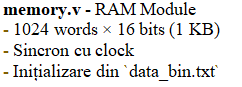 memory.v - RAM Module
- 1024 words × 16 bits (1 KB)
- Sincron cu clock
- Inițializare din `data_bin.txt`